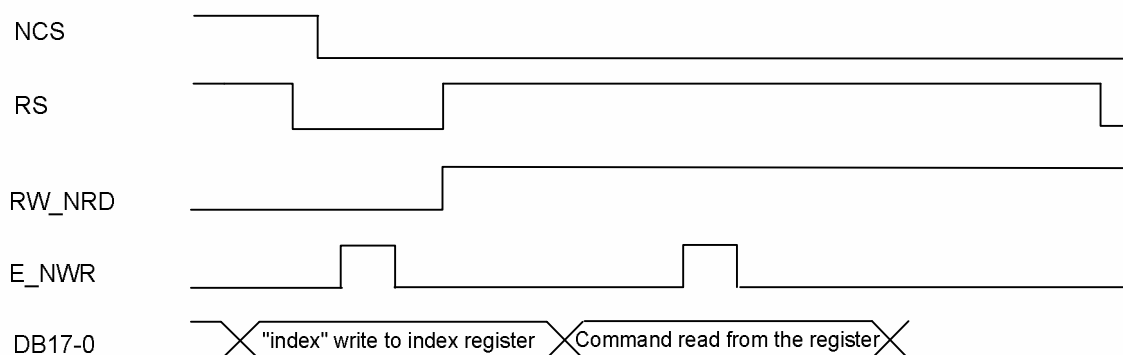 NCS
RS
RW_NRD
E_NWR
DB17-0 "index" write to index register Command read from the register